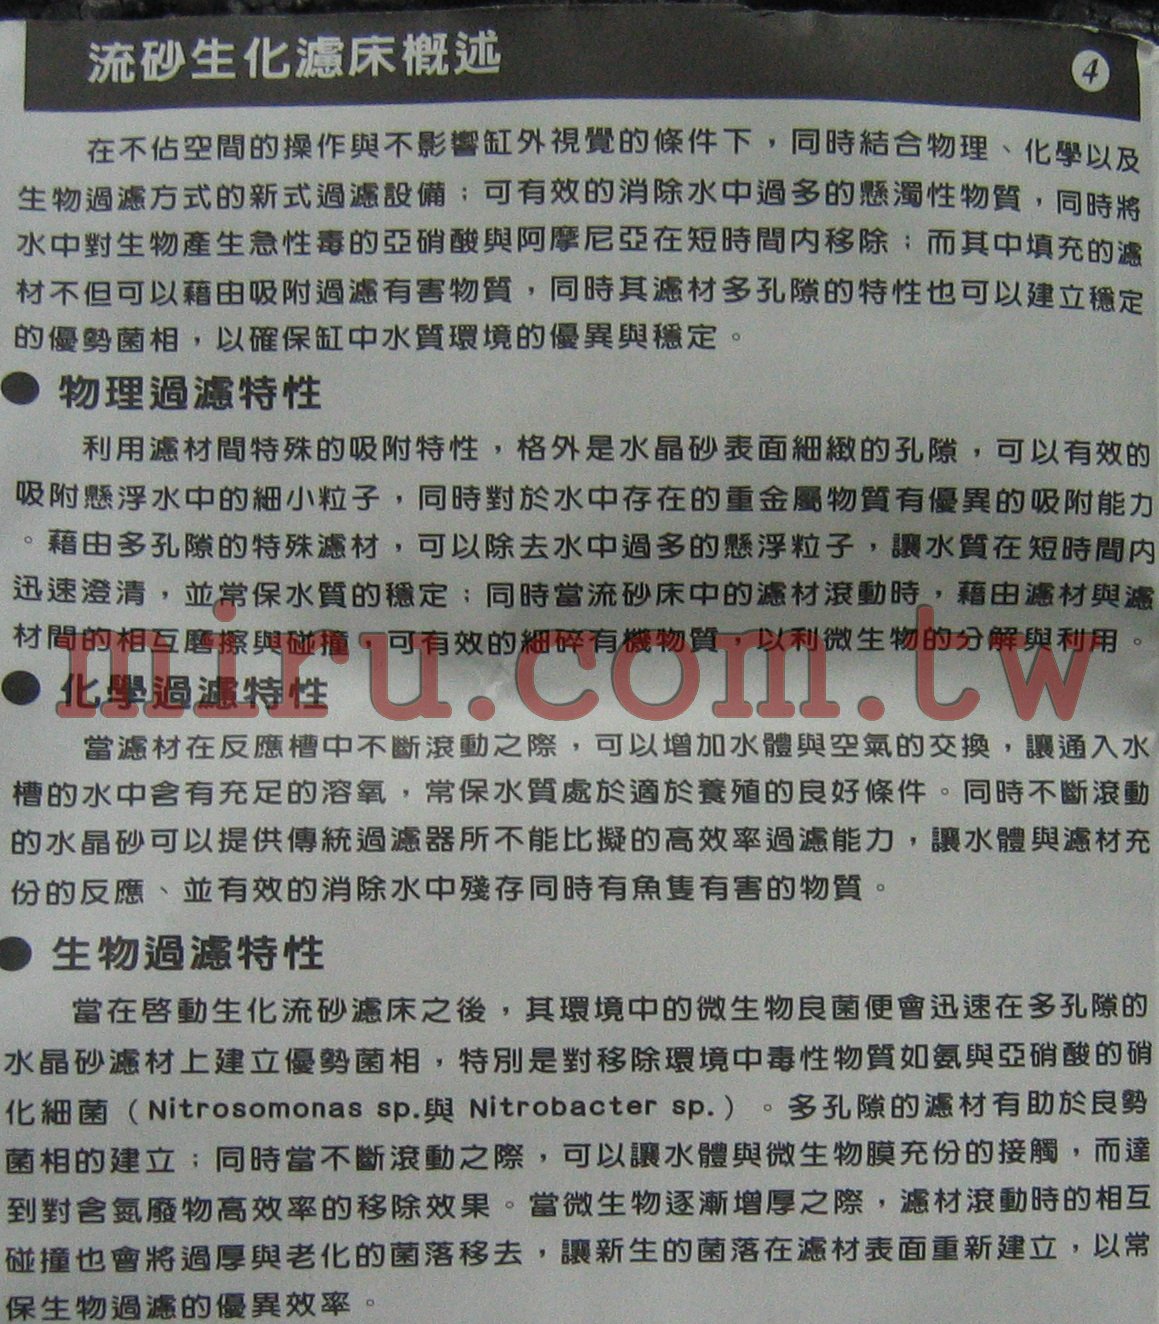 流砂生化濾床概述
4
在不佔空間的操作與不影響缸外視覺的條件下，同時結合物理、化學以及
生物過濾方式的新式過濾設備；可有效的消除水中過多的懸濁性物質，同時將
水中對生物產生急性毒的亞硝酸與阿摩尼亞在短時間內移除；而其中填充的濾
材不但可以藉由吸附過濾有害物質，同時其濾材多孔隙的特性也可以建立穩定
的優勢菌相，以確保缸中水質環境的優異與穩定。
● 物理過濾特性
利用濾材間特殊的吸附特性，格外是水晶砂表面細緻的孔隙，可以有效的
吸附懸浮水中的細小粒子，同時對於水中存在的重金屬物質有優異的吸附能力
。藉由多孔隙的特殊濾材，可以除去水中過多的懸浮粒子，讓水質在短時間內
迅速澄清，並常保水質的穩定；同時當流砂床中的濾材滾動時，藉由濾材與濾
材間的相互磨擦與碰撞，可有效的細碎有機物質，以利微生物的分解與利用。
miru.com.tw
● 化學過濾特性
當濾材在反應槽中不斷滾動之際，可以增加水體與空氣的交換，讓通入水
槽的水中含有充足的溶氧，常保水質處於適於養殖的良好條件。同時不斷滾動
的水晶砂可以提供傳統過濾器所不能比擬的高效率過濾能力，讓水體與濾材充
份的反應、並有效的消除水中殘存同時有魚隻有害的物質。
● 生物過濾特性
當在啓動生化流砂濾床之後，其環境中的微生物良菌便會迅速在多孔隙的
水晶砂濾材上建立優勢菌相，特別是對移除環境中毒性物質如氨與亞硝酸的硝
化細菌（Nitrosomonas sp.與 Nitrobacter sp.）。多孔隙的濾材有助於良勢
菌相的建立；同時當不斷滾動之際，可以讓水體與微生物膜充份的接觸，而達
到對含氮廢物高效率的移除效果。當微生物逐漸增厚之際，濾材滾動時的相互
碰撞也會將過厚與老化的菌落移去，讓新生的菌落在濾材表面重新建立，以常
保生物過濾的優異效率。